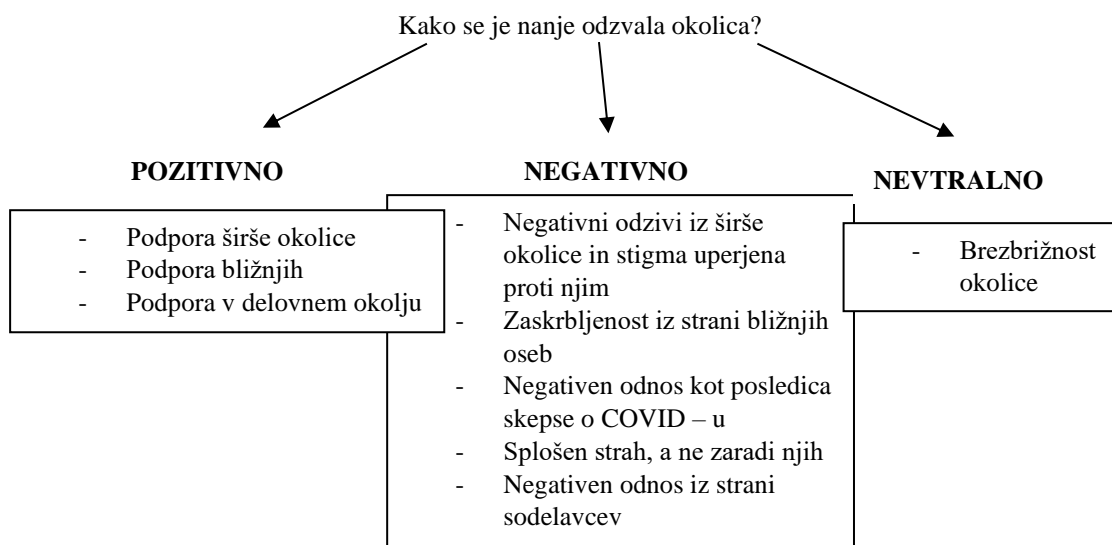 Kako se je nanje odzvala okolica?
POZITIVNO
- Podpora širše okolice
- Podpora bližnjih
- Podpora v delovnem okolju
NEGATIVNO
- Negativni odzivi iz širše
okolice in stigma uperjena
proti njim
- Zaskrbljenost iz strani bližnjih
oseb
- Negativen odnos kot posledica
skepse o COVID – u
- Splošen strah, a ne zaradi njih
- Negativen odnos iz strani
sodelavcev
NEVTRALNO
- Brezbrižnost
okolice